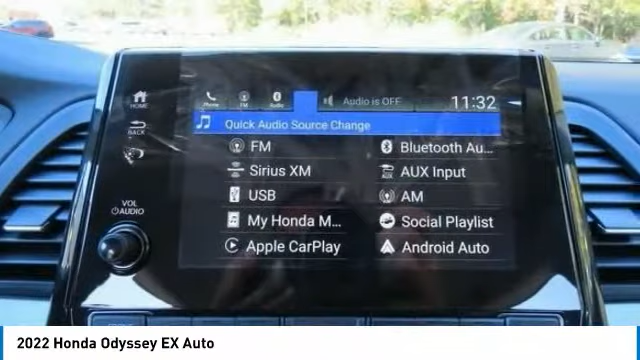 HOME
Phone FM Audio Audio is OFF 11:32
BACK
Quick Audio Source Change
FM Bluetooth Au...
Sirius XM AUX Input
USB AM
VOL
AUDIO
My Honda M... Social Playlist
Apple CarPlay Android Auto
2022 Honda Odyssey EX Auto